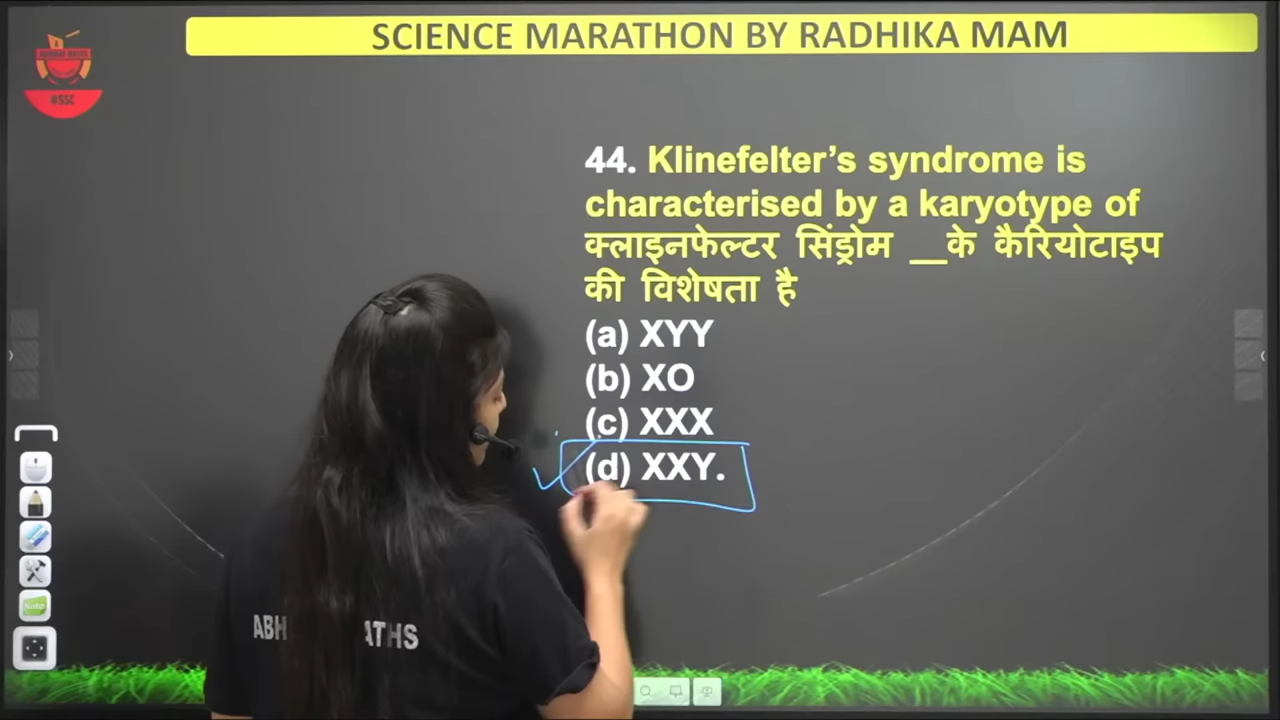 SCIENCE MARATHON BY RADHIKA MAM
#SSC
44. Klinefelter's syndrome is
characterised by a karyotype of
क्लाइनफेल्टर सिंड्रोम __के कैरियोटाइप
की विशेषता है
(a) XYY
(b) XO
(c) XXX
(d) XXY.
ABH ATHS